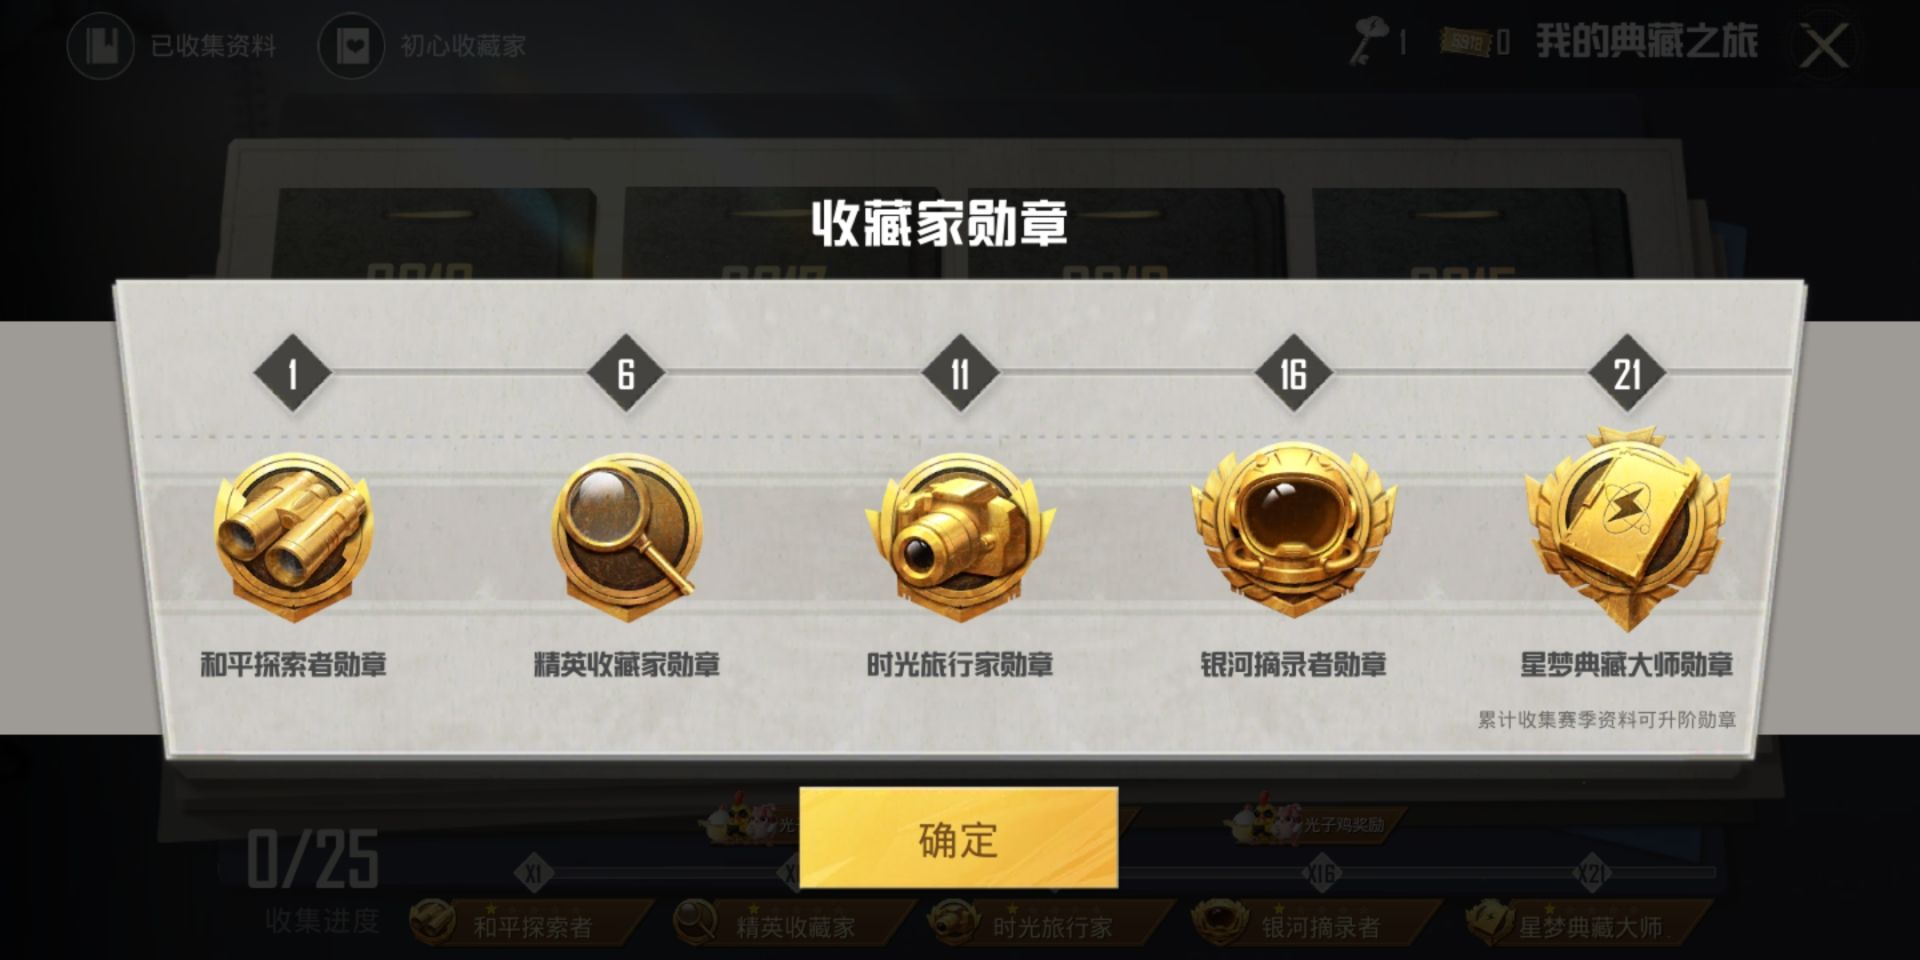 已收集资料
初心收藏家
1
0
我的典藏之旅
收藏家勋章
1
6
11
16
21
和平探索者勋章
精英收藏家勋章
时光旅行家勋章
银河摘录者勋章
星梦典藏大师勋章
累计收集赛季资料可升阶勋章
确定
光子鸡奖励
0/25
收集进度
X1
X16
X21
和平探索者
精英收藏家
时光旅行家
银河摘录者
星梦典藏大师